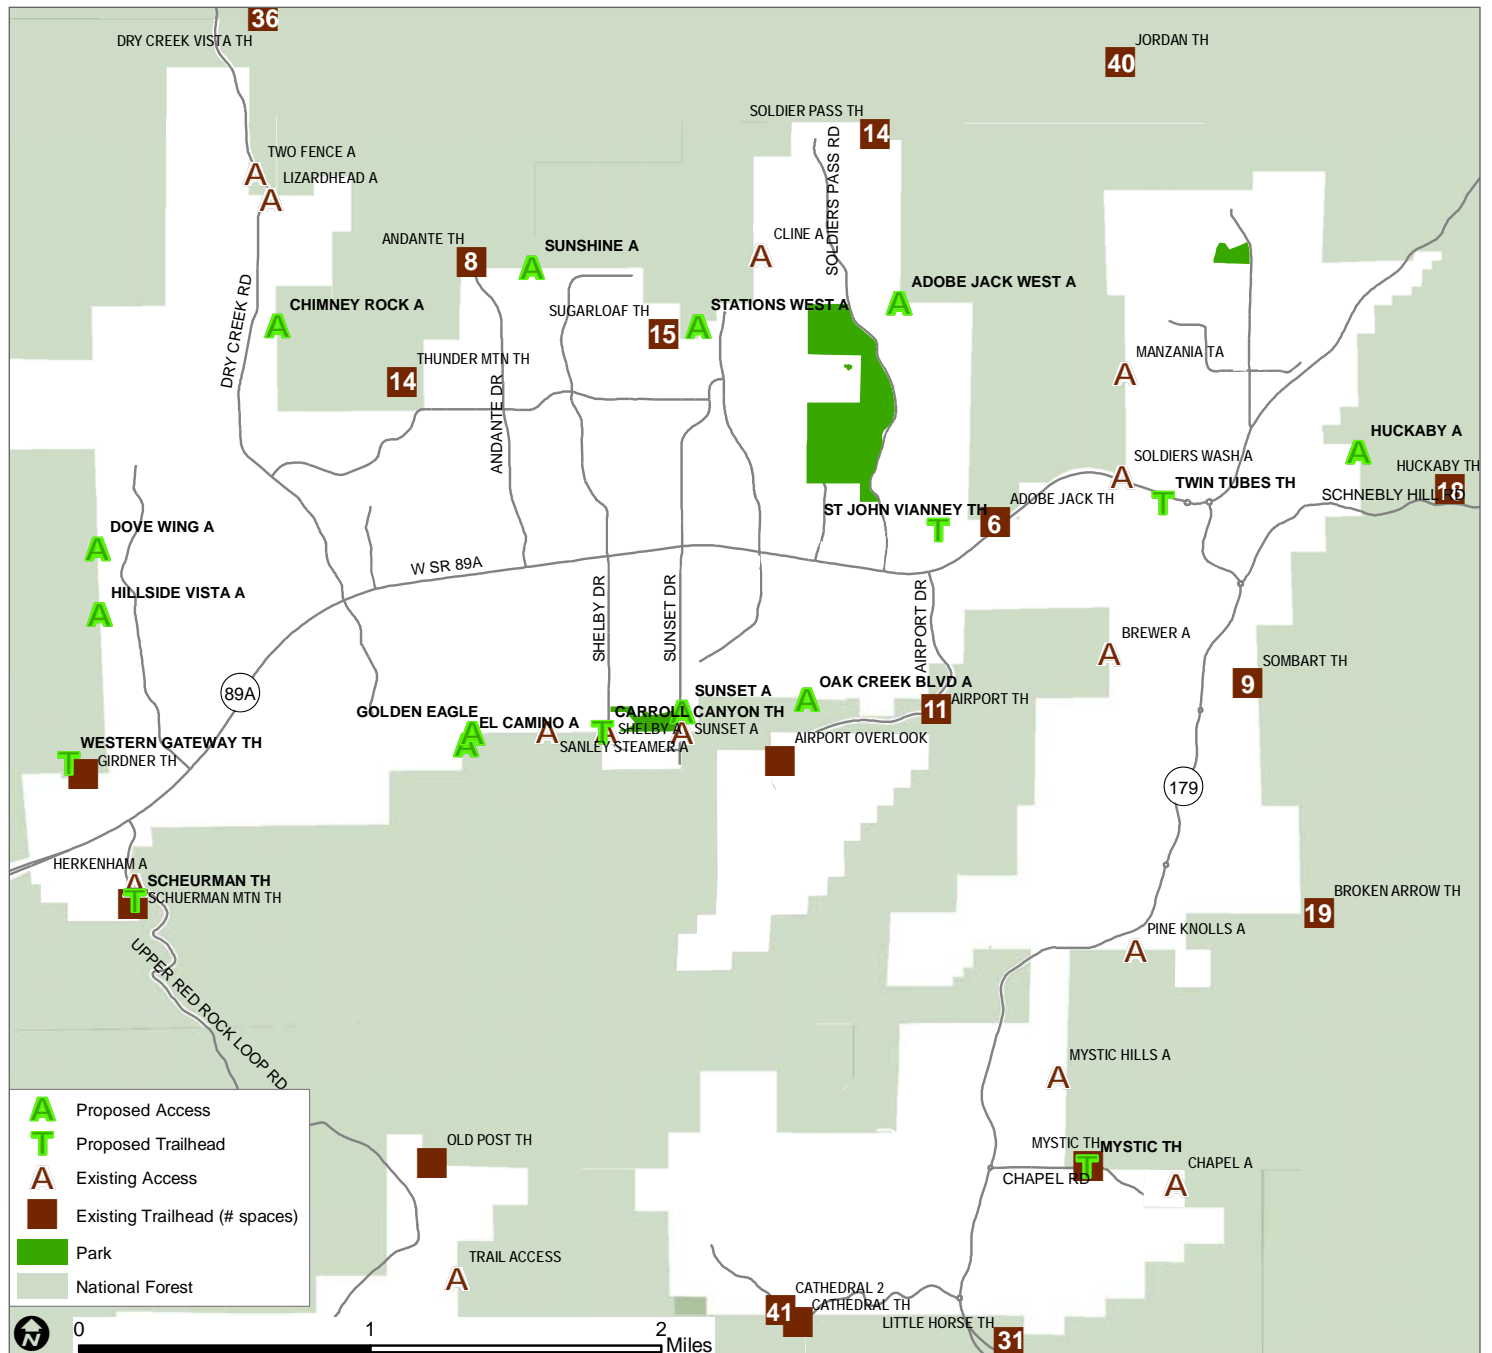 36
DRY CREEK VISTA TH
JORDAN TH
40
SOLDIER PASS TH
14
SOLDIERS PASS RD
TWO FENCE A
A
LIZARDHEAD A
A
CLINE A
A
ANDANTE TH
8
SUNSHINE A
A
ADOBE JACK WEST A
A
CHIMNEY ROCK A
A
DRY CREEK RD
SUGARLOAF TH
15
STATIONS WEST A
A
THUNDER MTN TH
14
ANDANTE DR
MANZANIA TA
A
HUCKABY A
A
HUCKABY TH
SCHNEBLY HILL RD
SOLDIERS WASH A
A
TWIN TUBES TH
T
ADOBE JACK TH
6
ST JOHN VIANNEY TH
T
DOVE WING A
A
HILLSIDE VISTA A
A
W SR 89A
SHELBY DR
SUNSET DR
AIRPORT DR
BREWER A
A
SOMBART TH
9
89A
OAK CREEK BLVD A
A
AIRPORT TH
11
SUNSET A
A
GOLDEN EAGLE
A
EL CAMINO A
A
A
CARROLL CANYON TH
T
SHELBY A
A
SUNSET A
A
SANLEY STEAMER A
AIRPORT OVERLOOK
WESTERN GATEWAY TH
T
GIRDNER TH
179
HERKENHAM A
A
SCHEURMAN TH
T
SCHUERMAN MTN TH
BROKEN ARROW TH
19
PINE KNOLLS A
A
UPPER RED ROCK LOOP RD
MYSTIC HILLS A
A
OLD POST TH
MYSTIC TH
MYSTIC TH
T
CHAPEL RD
CHAPEL A
A
TRAIL ACCESS
A
CATHEDRAL 2
41
CATHEDRAL TH
LITTLE HORSE TH
31
A Proposed Access
T Proposed Trailhead
A Existing Access
Existing Trailhead (# spaces)
Park
National Forest
N
0 1 2
Miles